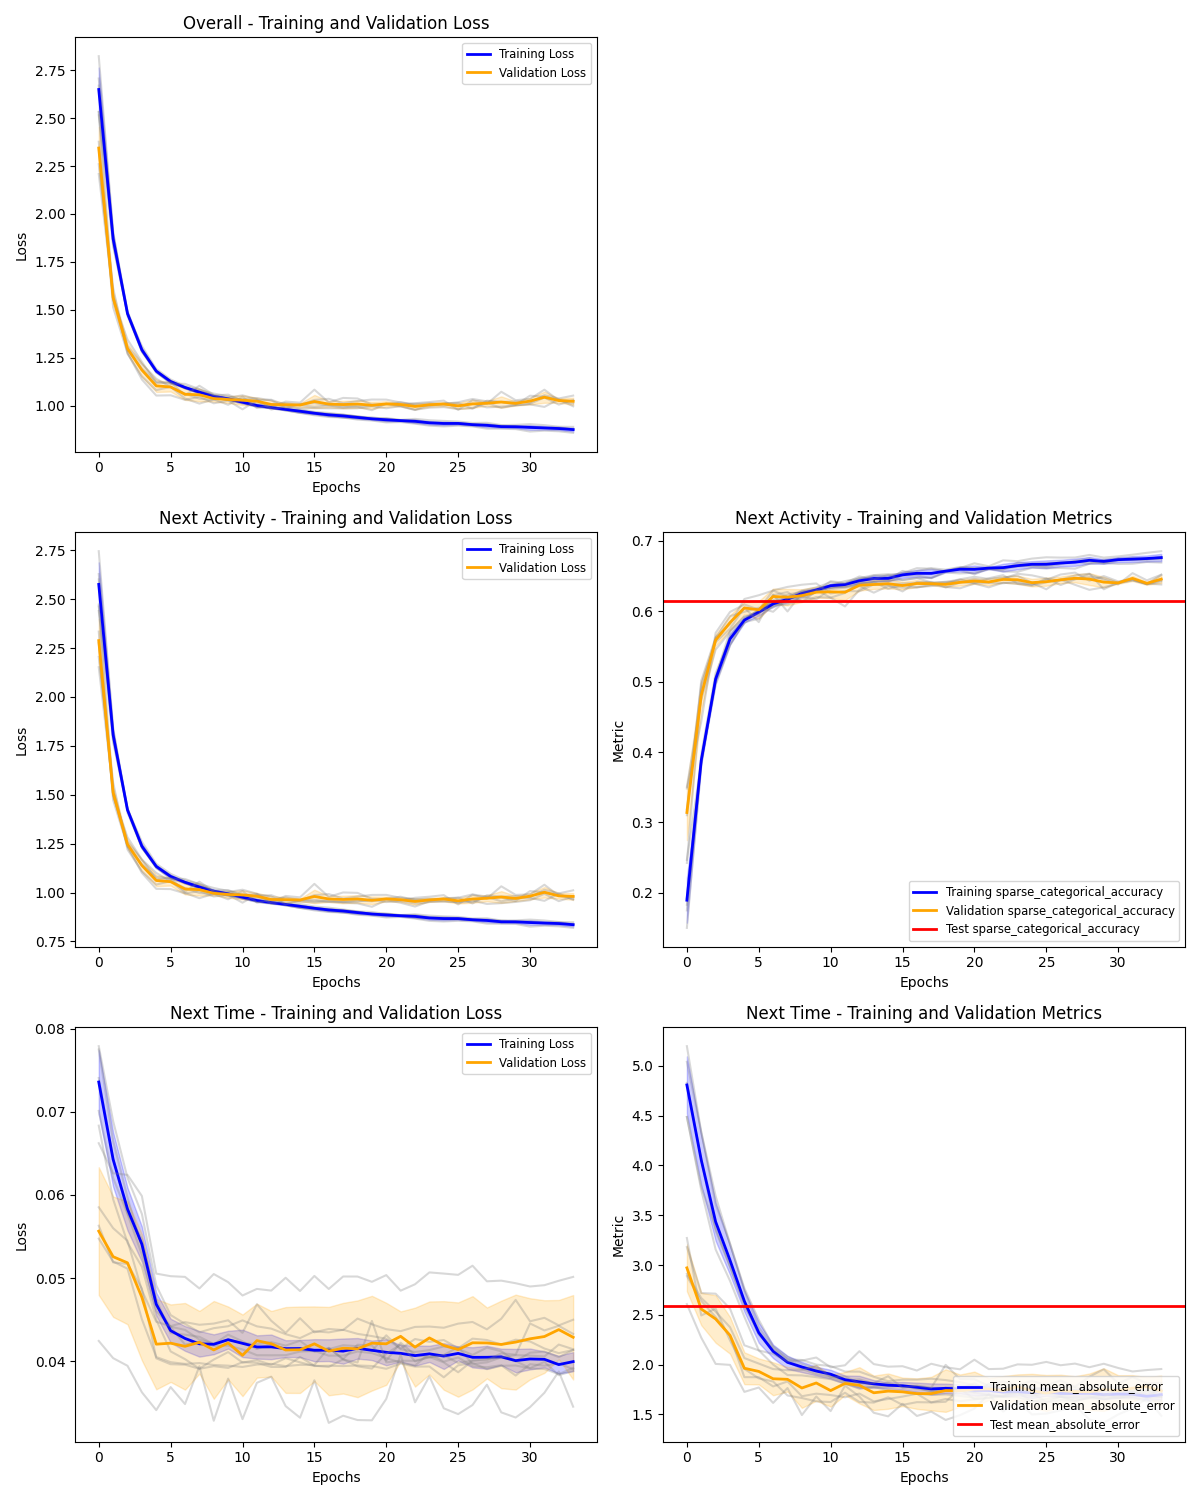 Overall - Training and Validation Loss
Training Loss
Validation Loss
2.75
2.50
2.25
2.00
1.75
1.50
1.25
1.00
Loss
0 5 10 15 20 25 30
Epochs
Next Activity - Training and Validation Loss
Training Loss
Validation Loss
2.75
2.50
2.25
2.00
1.75
1.50
1.25
1.00
0.75
Loss
0 5 10 15 20 25 30
Epochs
Next Activity - Training and Validation Metrics
0.7
0.6
0.5
0.4
0.3
0.2
Metric
Training sparse_categorical_accuracy
Validation sparse_categorical_accuracy
Test sparse_categorical_accuracy
0 5 10 15 20 25 30
Epochs
Next Time - Training and Validation Loss
Training Loss
Validation Loss
0.08
0.07
0.06
0.05
0.04
Loss
0 5 10 15 20 25 30
Epochs
Next Time - Training and Validation Metrics
5.0
4.5
4.0
3.5
3.0
2.5
2.0
1.5
Metric
Training mean_absolute_error
Validation mean_absolute_error
Test mean_absolute_error
0 5 10 15 20 25 30
Epochs